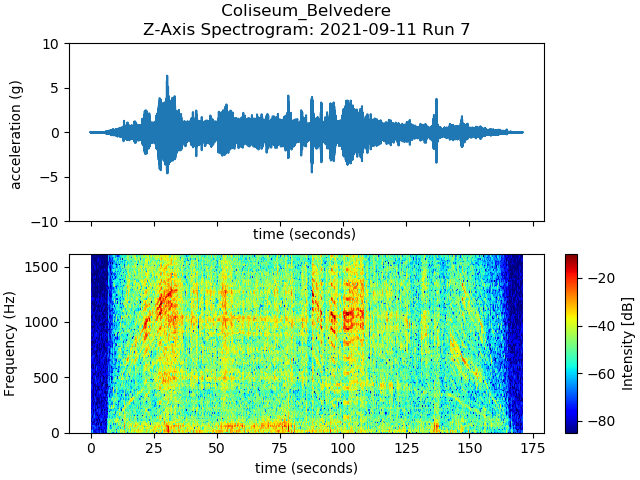 Coliseum_Belvedere
Z-Axis Spectrogram: 2021-09-11 Run 7
10
5
0
−5
−10
acceleration (g)
time (seconds)
1500
1000
500
0
Frequency (Hz)
0 25 50 75 100 125 150 175
time (seconds)
−20
−40
−60
−80
Intensity [dB]